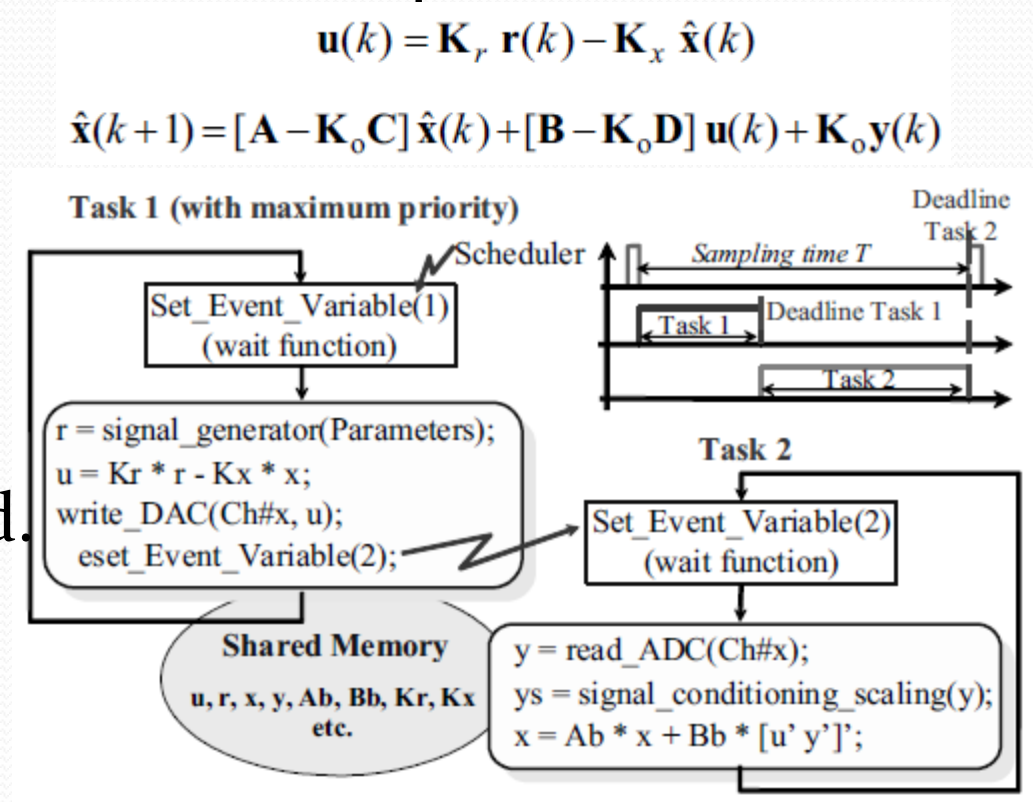 u(k) = K_r r(k) − K_x x̂(k)
x̂(k+1) = [A − K_oC] x̂(k) + [B − K_oD] u(k) + K_oy(k)
Task 1 (with maximum priority)
Scheduler
Set_Event_Variable(1)
(wait function)
r = signal_generator(Parameters);
u = Kr * r - Kx * x;
write_DAC(Ch#x, u);
eset_Event_Variable(2);
d.
Shared Memory
u, r, x, y, Ab, Bb, Kr, Kx
etc.
Deadline
Task 2
Sampling time T
Deadline Task 1
Task 1
Task 2
Task 2
Set_Event_Variable(2)
(wait function)
y = read_ADC(Ch#x);
ys = signal_conditioning_scaling(y);
x = Ab * x + Bb * [u’ y’]’;